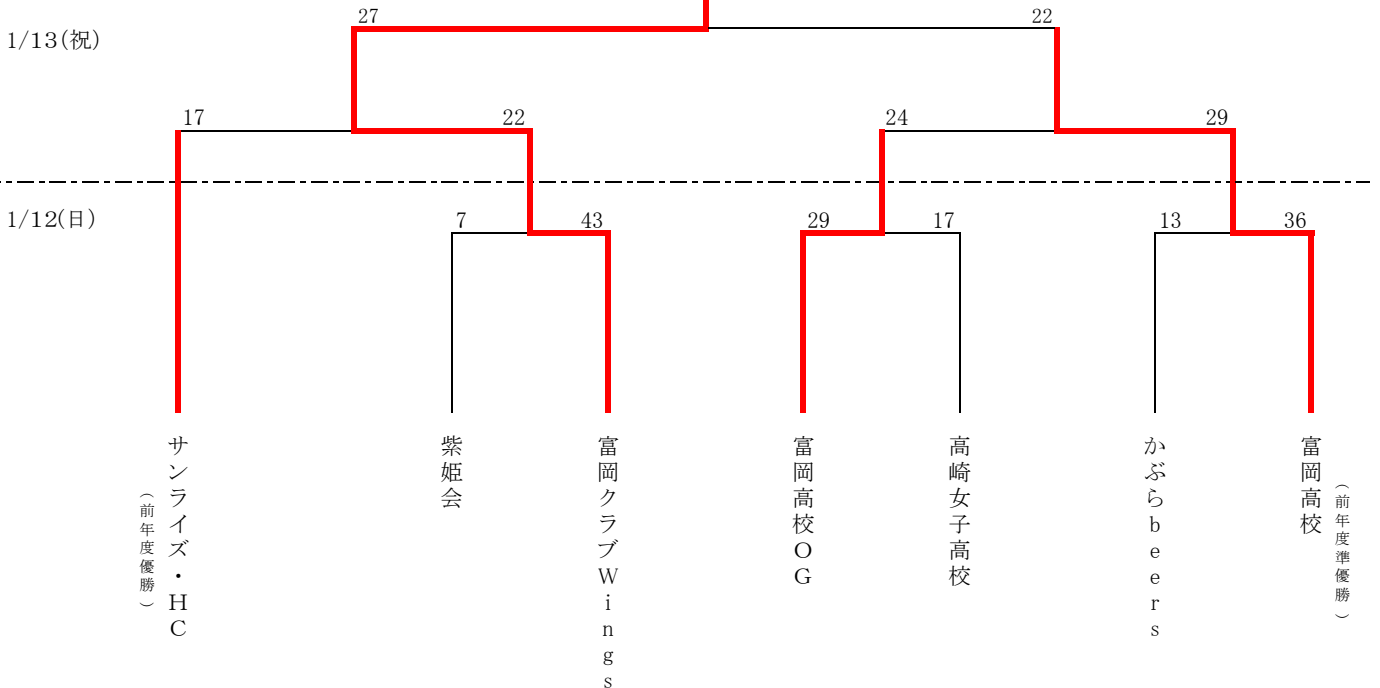 27
22
1/13(祝)
17
22
24
29
1/12(日)
7
43
29
17
13
36
サンライズ・HC
（前年度優勝）
紫姫会
富岡クラブWings
富岡高校OG
高崎女子高校
かぶらbeers
富岡高校
（前年度準優勝）